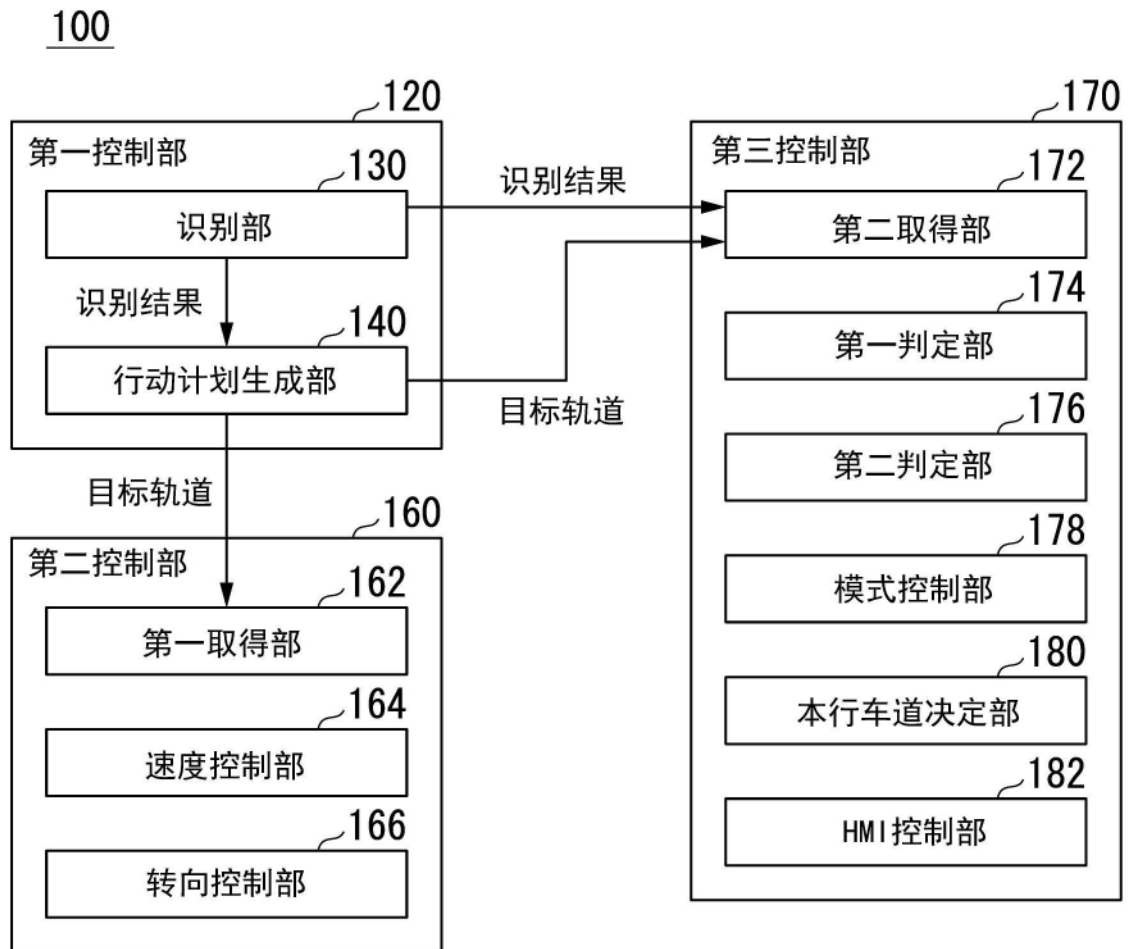 100
120
第一控制部
130
识别部
识别结果
140
行动计划生成部
识别结果
目标轨道
目标轨道
160
第二控制部
162
第一取得部
164
速度控制部
166
转向控制部
170
第三控制部
172
第二取得部
174
第一判定部
176
第二判定部
178
模式控制部
180
本行车道决定部
182
HMI控制部